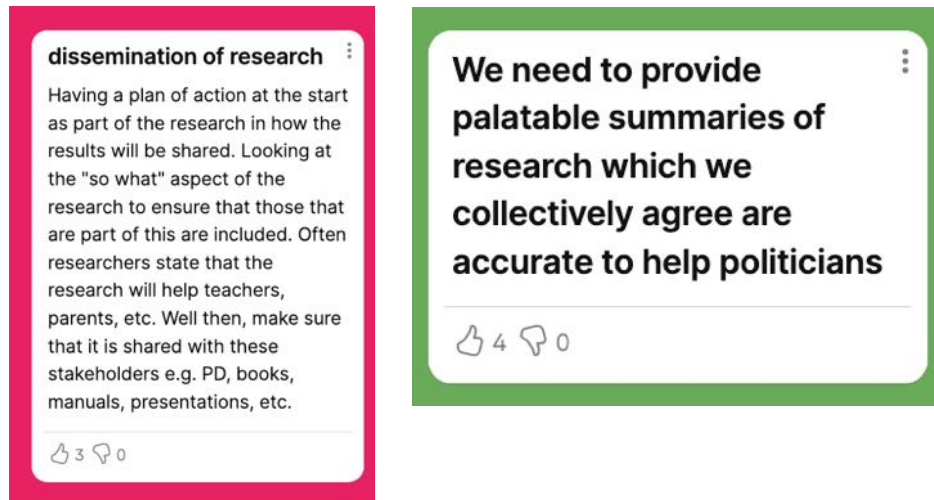 dissemination of research
Having a plan of action at the start
as part of the research in how the
results will be shared. Looking at
the "so what" aspect of the
research to ensure that those that
are part of this are included. Often
researchers state that the
research will help teachers,
parents, etc. Well then, make sure
that it is shared with these
stakeholders e.g. PD, books,
manuals, presentations, etc.
3 0
We need to provide
palatable summaries of
research which we
collectively agree are
accurate to help politicians
4 0